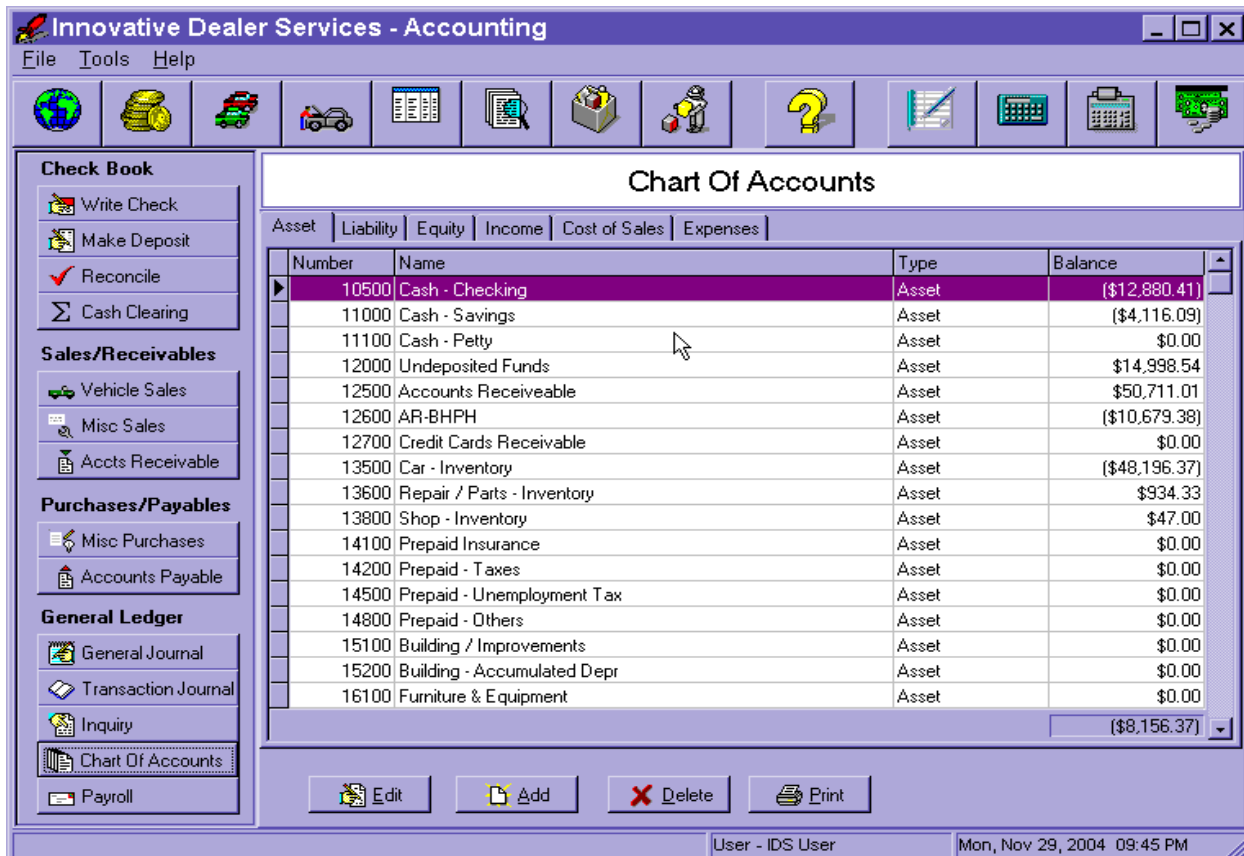 Innovative Dealer Services - Accounting
File Tools Help
Check Book
Write Check
Make Deposit
Reconcile
Cash Clearing
Sales/Receivables
Vehicle Sales
Misc Sales
Accts Receivable
Purchases/Payables
Misc Purchases
Accounts Payable
General Ledger
General Journal
Transaction Journal
Inquiry
Chart Of Accounts
Payroll
Chart Of Accounts
Asset Liability Equity Income Cost of Sales Expenses
Number Name Type Balance
10500 Cash - Checking Asset ($12,880.41)
11000 Cash - Savings Asset ($4,116.09)
11100 Cash - Petty Asset $0.00
12000 Undeposited Funds Asset $14,998.54
12500 Accounts Receiveable Asset $50,711.01
12600 AR-BHPH Asset ($10,679.38)
12700 Credit Cards Receivable Asset $0.00
13500 Car - Inventory Asset ($48,196.37)
13600 Repair / Parts - Inventory Asset $934.33
13800 Shop - Inventory Asset $47.00
14100 Prepaid Insurance Asset $0.00
14200 Prepaid - Taxes Asset $0.00
14500 Prepaid - Unemployment Tax Asset $0.00
14800 Prepaid - Others Asset $0.00
15100 Building / Improvements Asset $0.00
15200 Building - Accumulated Depr Asset $0.00
16100 Furniture & Equipment Asset $0.00
($8,156.37)
Edit Add Delete Print
User - IDS User Mon, Nov 29, 2004 09:45 PM